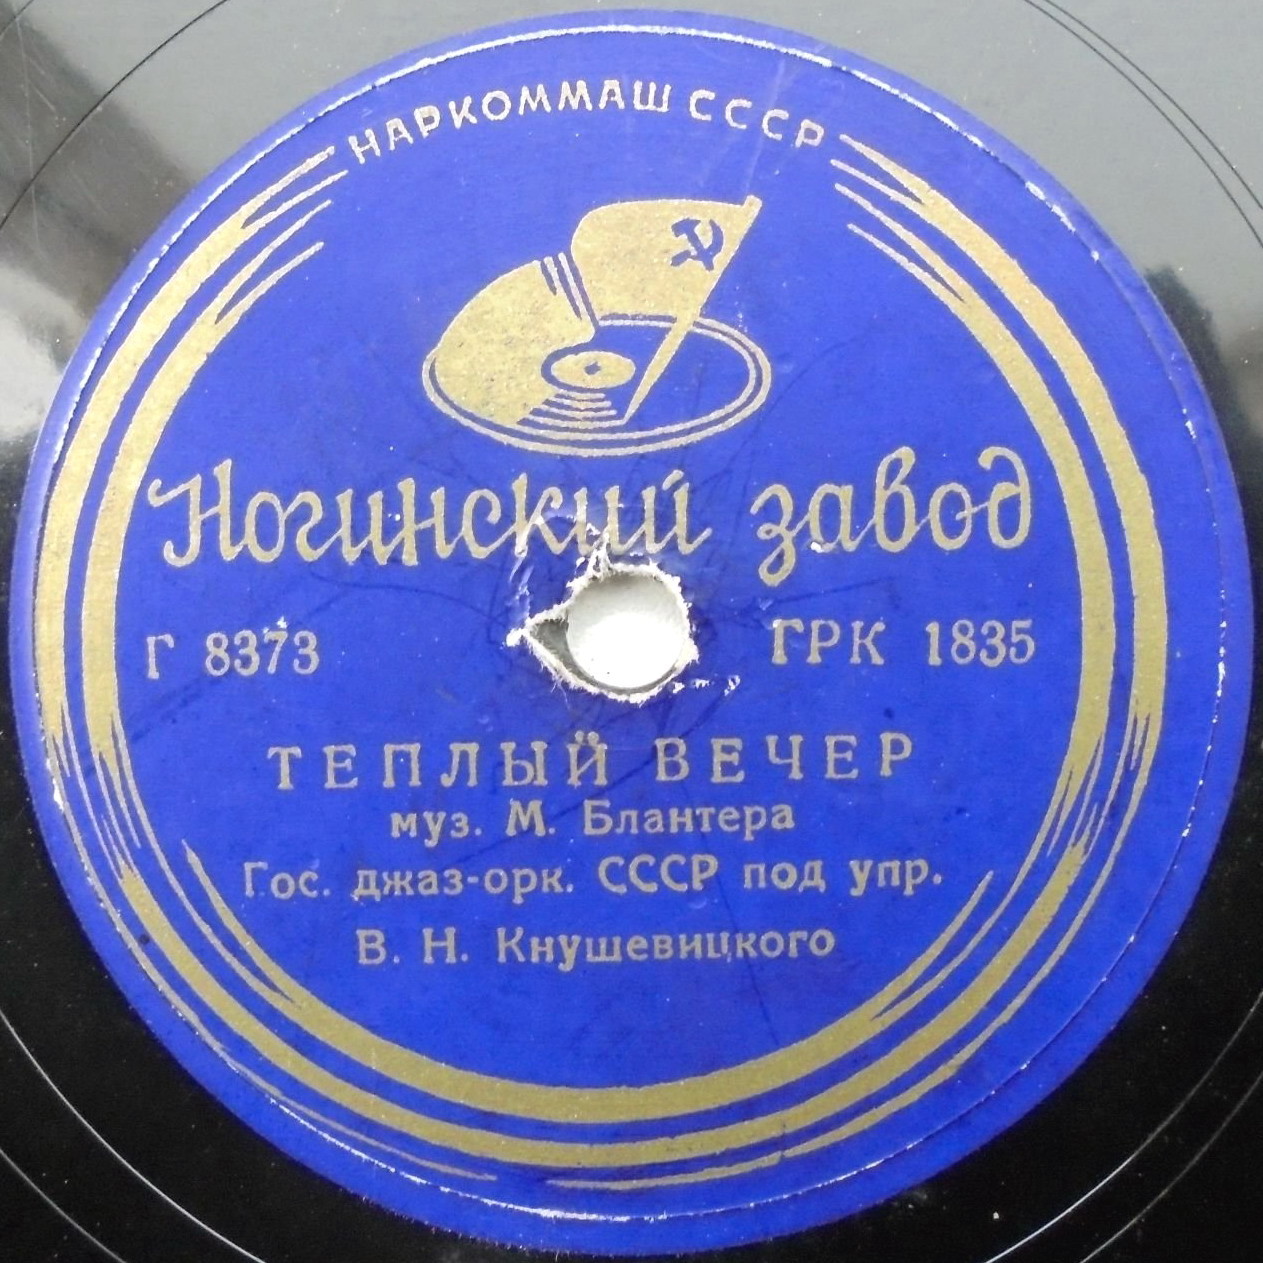 НАРКОММАШ СССР
Ногинский завод
Г 8373 ГРК 1835
ТЕПЛЫЙ ВЕЧЕР
муз. М. Блантера
Гос. джаз-орк. СССР под упр.
В. Н. Кнушевицкого